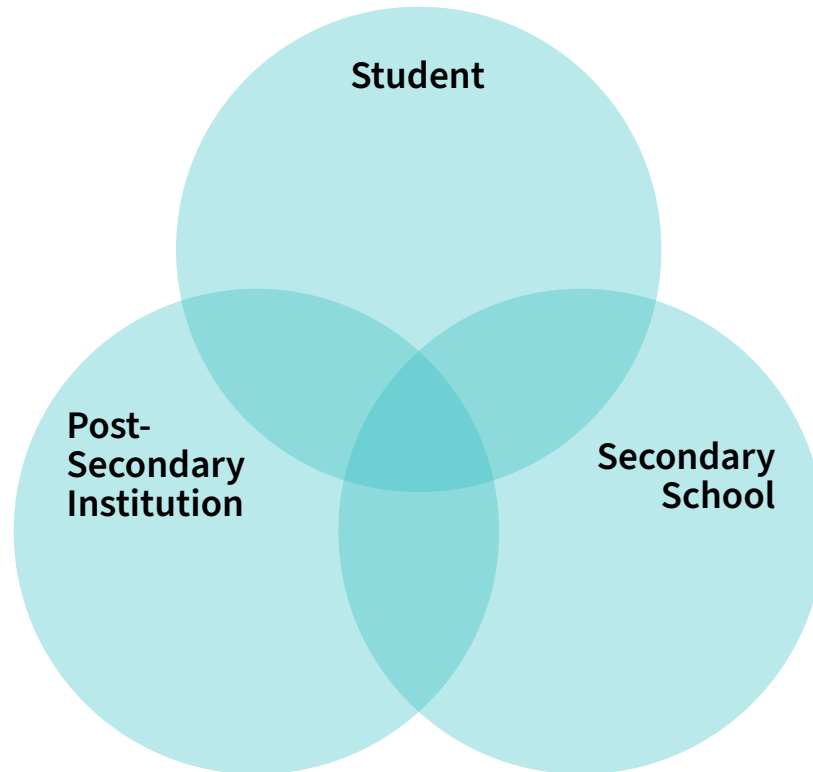 Student
Post-
Secondary
Institution
Secondary
School